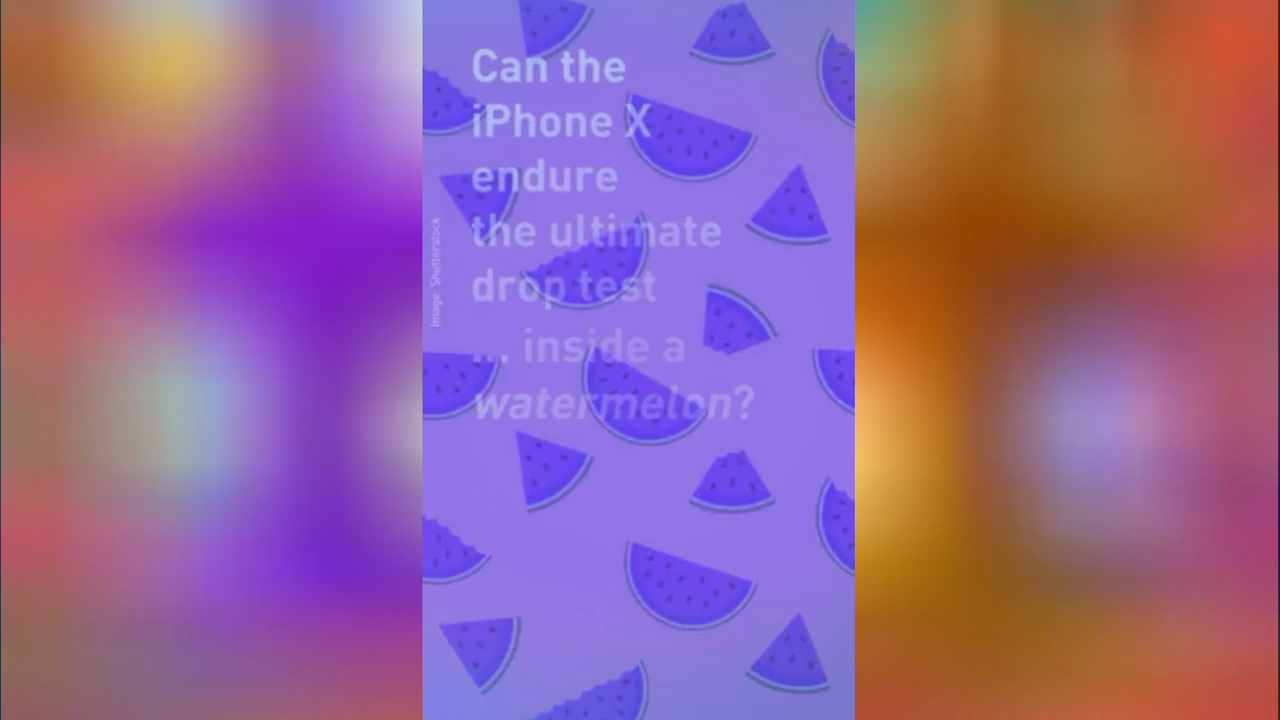 Can the
iPhone X
endure
the ultimate
drop test
... inside a
watermelon?
Image: Shutterstock